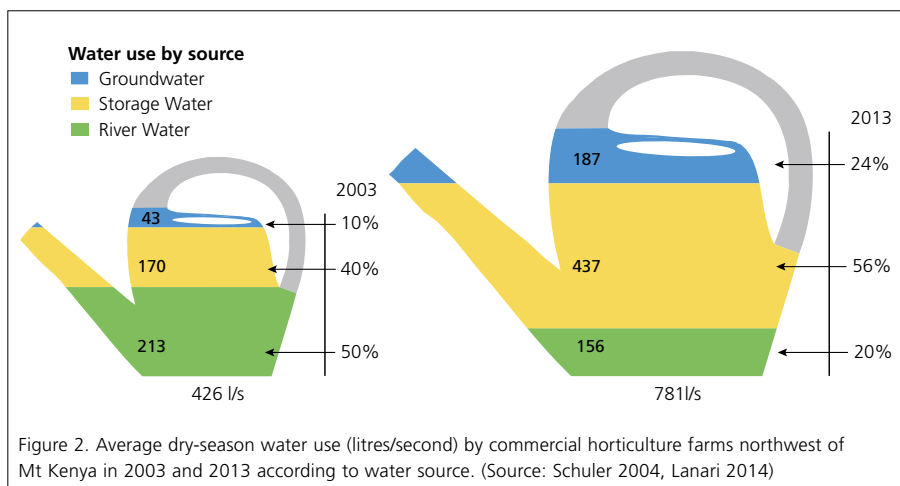 Water use by source
Groundwater
Storage Water
River Water
2003
43
10%
170
40%
213
50%
426 l/s
2013
187
24%
437
56%
156
20%
781l/s
Figure 2. Average dry-season water use (litres/second) by commercial horticulture farms northwest of
Mt Kenya in 2003 and 2013 according to water source. (Source: Schuler 2004, Lanari 2014)